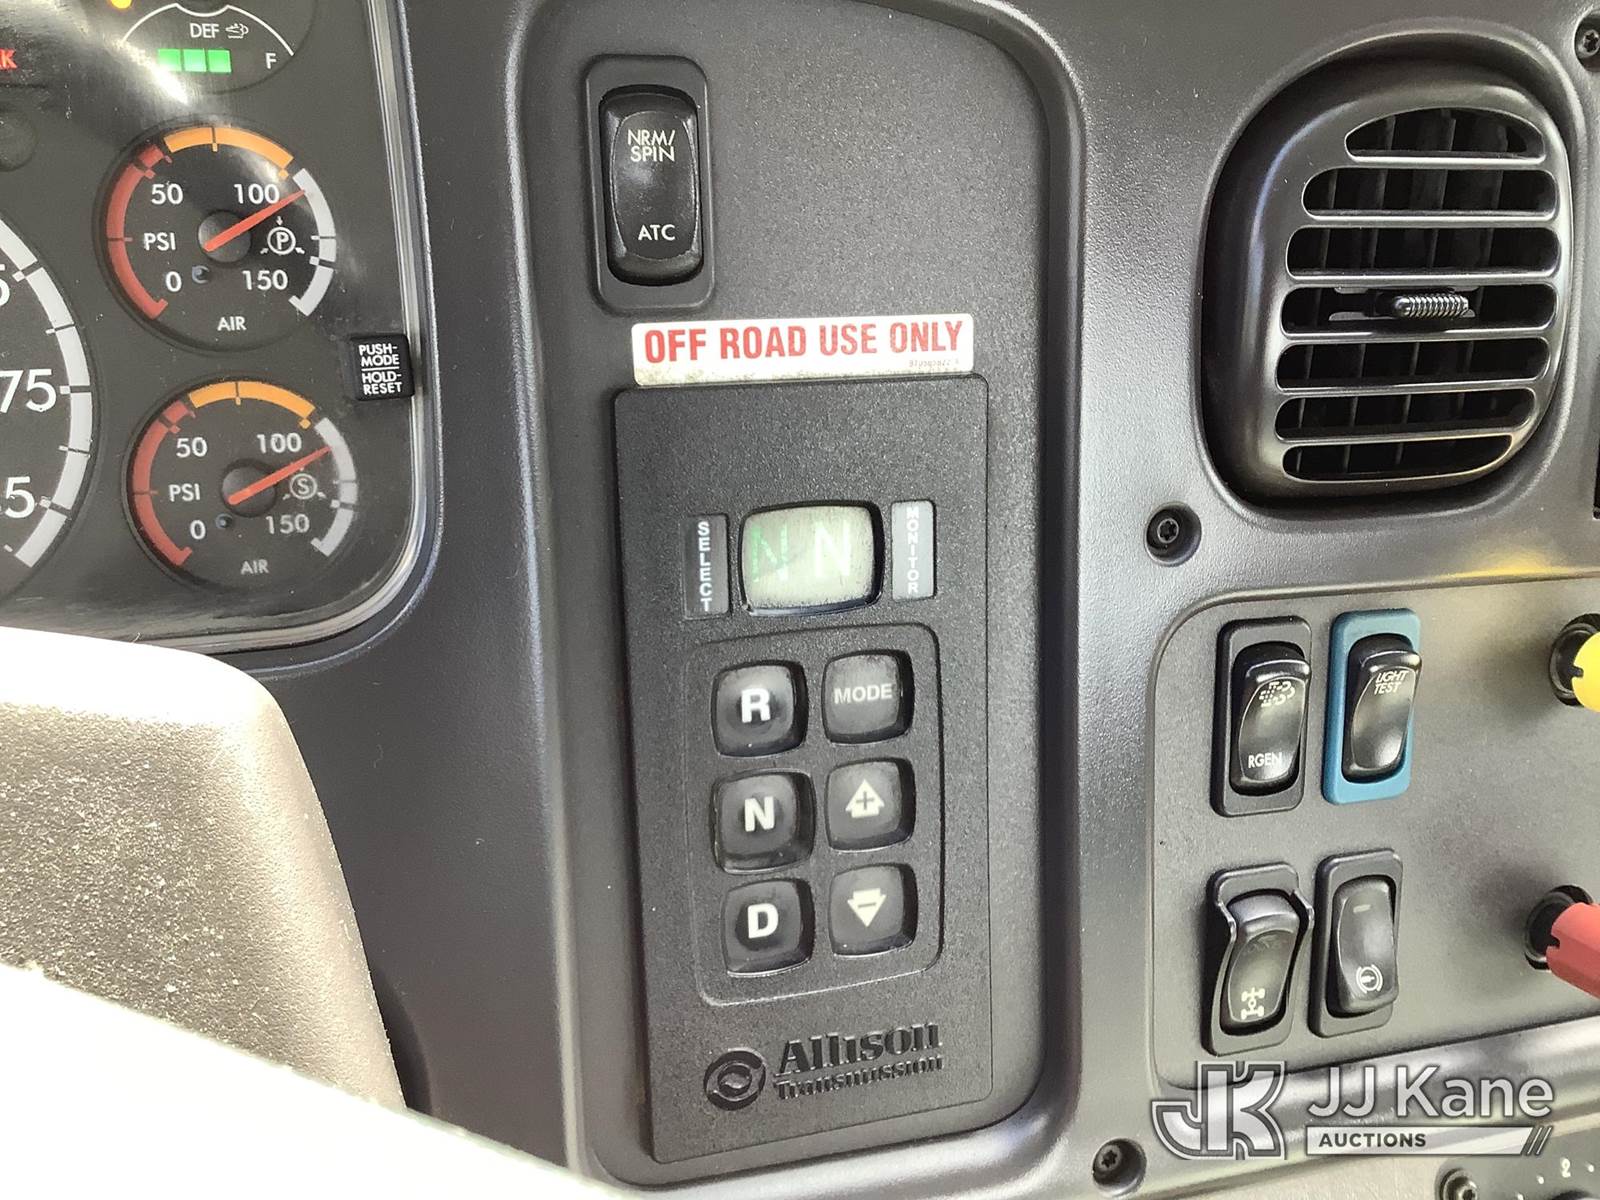 DEF
F
50
100
PSI
P
0
150
AIR
PUSH-
MODE
HOLD-
RESET
75
50
100
PSI
S
0
150
AIR
NRM/
SPIN
ATC
OFF ROAD USE ONLY
SELECT
N N
MONITOR
R
MODE
N
D
Allison
Transmission
RGEN
LIGHT
TEST
JK
JJ Kane
AUCTIONS